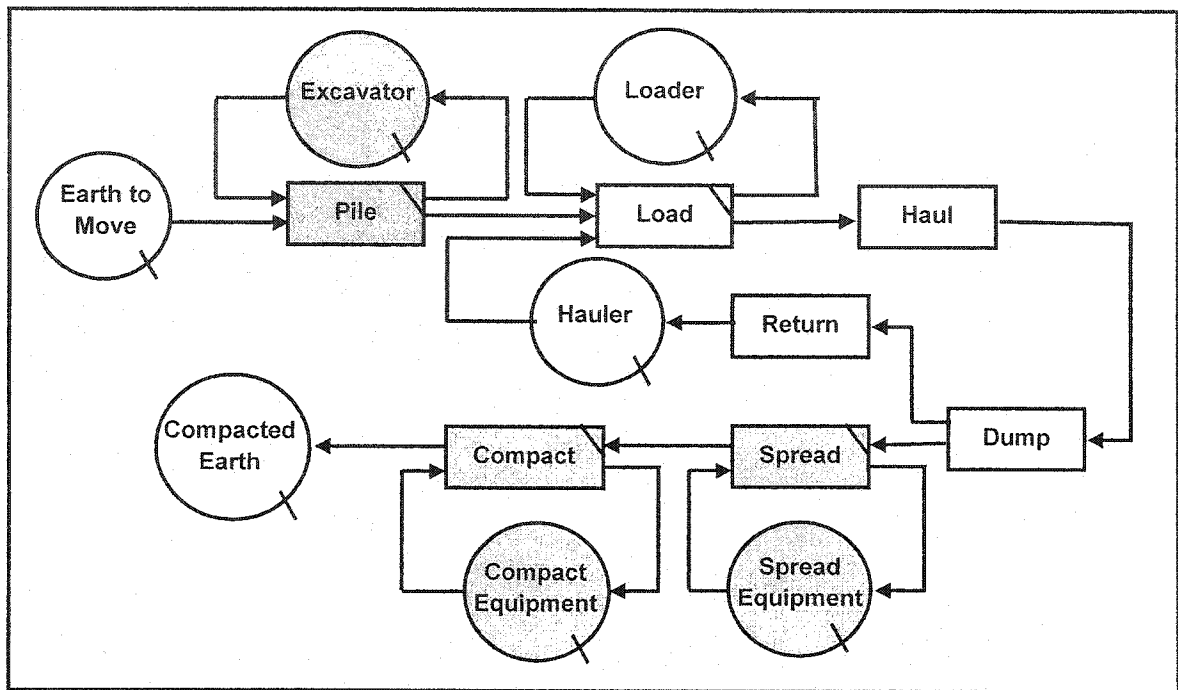 Excavator
Loader
Earth to
Move
Pile
Load
Haul
Hauler
Return
Compacted
Earth
Compact
Spread
Dump
Compact
Equipment
Spread
Equipment